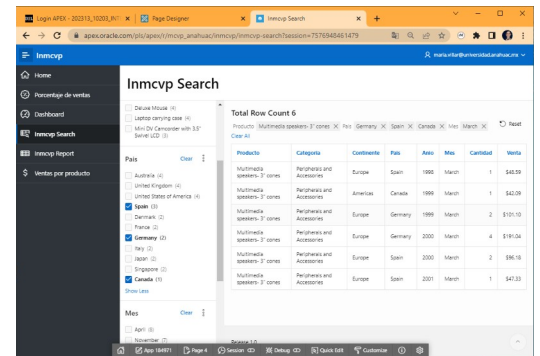 Login APEX - 202313_10203_INT
Page Designer
Inmcvp Search
apex.oracle.com/pls/apex/r/mcvp_anahuac/inmcvp/inmcvp-search?session=7576948461479
Inmcvp
maria.villar@universidad.anahuac.mx
Home
Porcentaje de ventas
Dashboard
Inmcvp Search
Inmcvp Report
Ventas por producto
Inmcvp Search
Deluxe Mouse (4)
Laptop carrying case (4)
Mini DV Camcorder with 3.5"
Swivel LCD (3)
Pais Clear
Australia (4)
United Kingdom (4)
United States of America (4)
Spain (3)
Denmark (2)
France (2)
Germany (2)
Italy (2)
Japan (2)
Singapore (2)
Canada (1)
Show Less
Mes Clear
April (8)
November (7)
Total Row Count 6
Producto Multimedia speakers- 3" cones X Pais Germany X Spain X Canada X Mes March X
Clear All
Reset
Producto Categoria Continente Pais Anio Mes Cantidad Venta
Multimedia speakers- 3" cones Peripherals and Accessories Europe Spain 1998 March 1 $48.59
Multimedia speakers- 3" cones Peripherals and Accessories Americas Canada 1999 March 1 $42.09
Multimedia speakers- 3" cones Peripherals and Accessories Europe Germany 1999 March 2 $101.10
Multimedia speakers- 3" cones Peripherals and Accessories Europe Germany 2000 March 4 $191.04
Multimedia speakers- 3" cones Peripherals and Accessories Europe Spain 2000 March 2 $96.18
Multimedia speakers- 3" cones Peripherals and Accessories Europe Spain 2001 March 1 $47.33
Release 1.0
App 184971 Page 4 Session Debug Quick Edit Customize